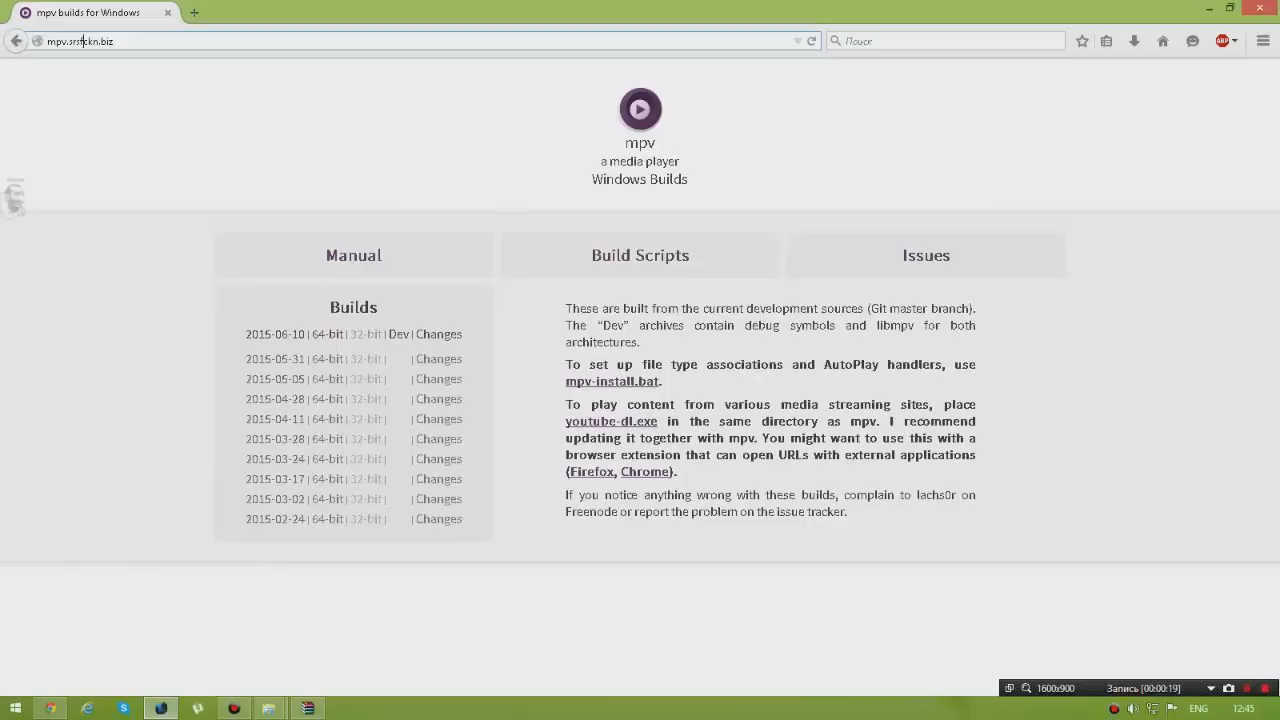 mpv builds for Windows
mpv.srsfckn.biz
Поиск
ABP
mpv
a media player
Windows Builds
Manual
Build Scripts
Issues
Builds
2015-06-10 | 64-bit | 32-bit | Dev | Changes
2015-05-31 | 64-bit | 32-bit | | Changes
2015-05-05 | 64-bit | 32-bit | | Changes
2015-04-28 | 64-bit | 32-bit | | Changes
2015-04-11 | 64-bit | 32-bit | | Changes
2015-03-28 | 64-bit | 32-bit | | Changes
2015-03-24 | 64-bit | 32-bit | | Changes
2015-03-17 | 64-bit | 32-bit | | Changes
2015-03-02 | 64-bit | 32-bit | | Changes
2015-02-24 | 64-bit | 32-bit | | Changes
These are built from the current development sources (Git master branch).
The “Dev” archives contain debug symbols and libmpv for both
architectures.
To set up file type associations and AutoPlay handlers, use
mpv-install.bat.
To play content from various media streaming sites, place
youtube-dl.exe in the same directory as mpv. I recommend
updating it together with mpv. You might want to use this with a
browser extension that can open URLs with external applications
(Firefox, Chrome).
If you notice anything wrong with these builds, complain to lachs0r on
Freenode or report the problem on the issue tracker.
1600x900
Запись [00:00:19]
ENG
12:45